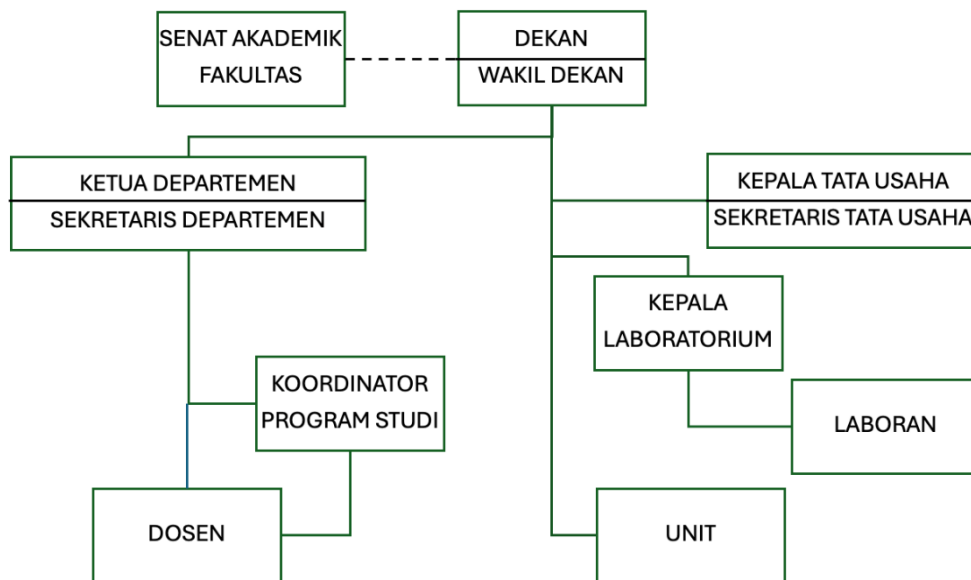 SENAT AKADEMIK
FAKULTAS
DEKAN
WAKIL DEKAN
KETUA DEPARTEMEN
SEKRETARIS DEPARTEMEN
KEPALA TATA USAHA
SEKRETARIS TATA USAHA
KEPALA
LABORATORIUM
KOORDINATOR
PROGRAM STUDI
LABORAN
DOSEN
UNIT